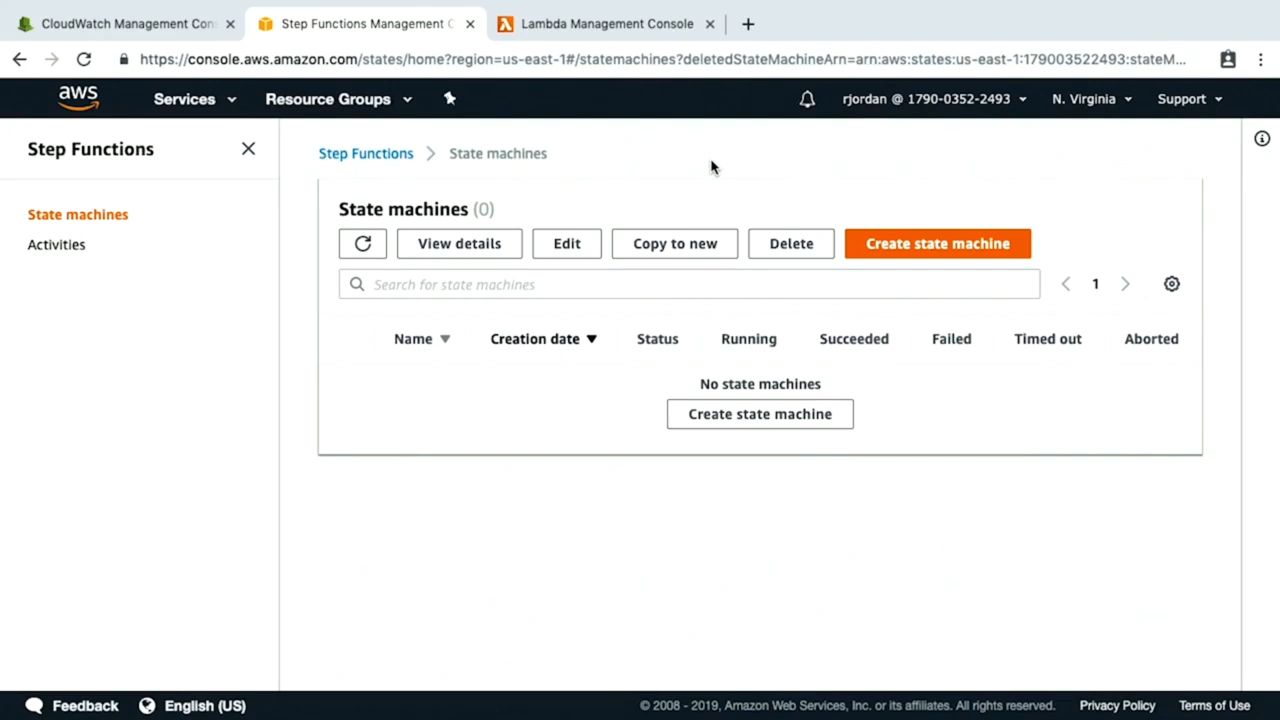 CloudWatch Management Con
Step Functions Management C
Lambda Management Console
https://console.aws.amazon.com/states/home?region=us-east-1#/statemachines?deletedStateMachineArn=arn:aws:states:us-east-1:179003522493:stateM...
aws
Services
Resource Groups
rjordan @ 1790-0352-2493
N. Virginia
Support
Step Functions
Step Functions > State machines
State machines
Activities
State machines (0)
View details
Edit
Copy to new
Delete
Create state machine
Search for state machines
1
Name Creation date Status Running Succeeded Failed Timed out Aborted
No state machines
Create state machine
Feedback
English (US)
© 2008 - 2019, Amazon Web Services, Inc. or its affiliates. All rights reserved.
Privacy Policy
Terms of Use